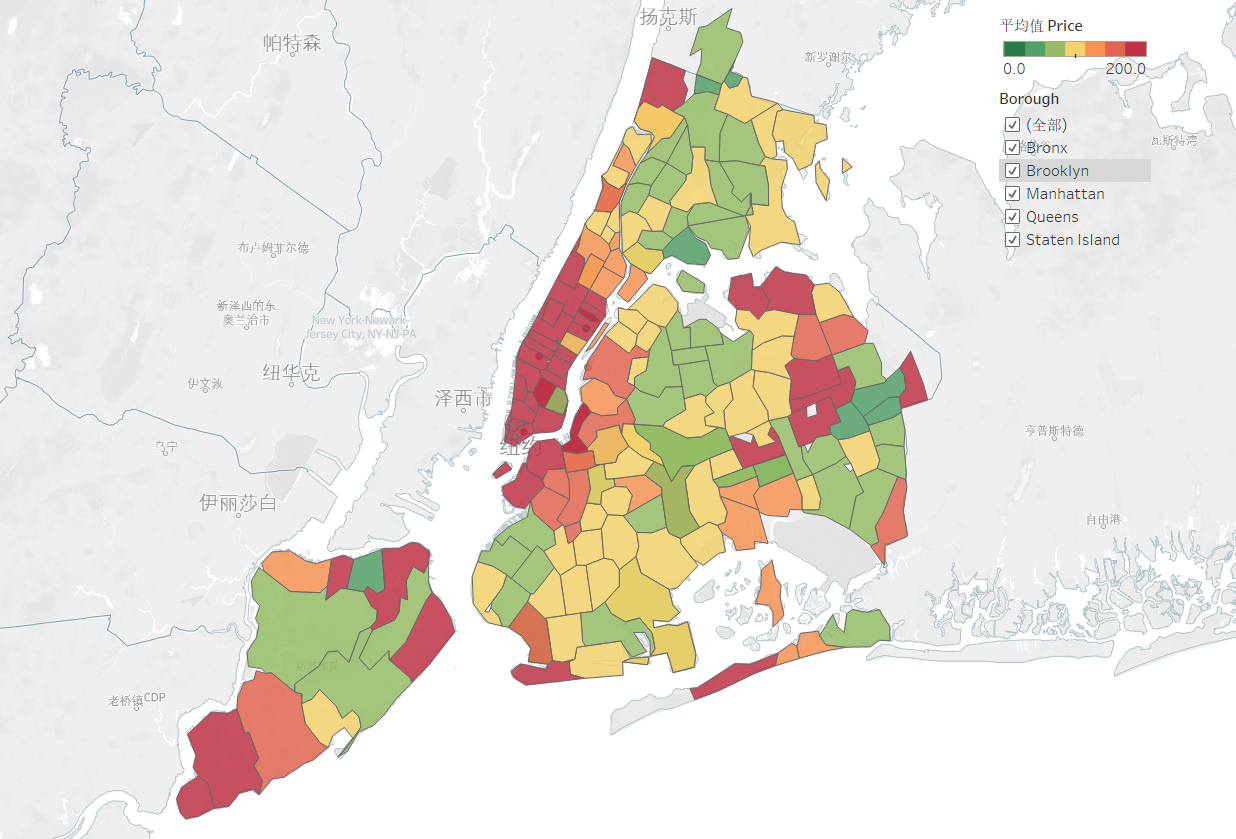 扬克斯
帕特森
新罗谢尔
布卢姆菲尔德
新泽西的东
奥兰治市
New York-Newark-
Jersey City, NY-NJ-PA
纽华克
伊文敦
泽西市
乌宁
纽约
伊丽莎白
老桥镇CDP
瓦斯特湾
亨普斯特德
自由港
平均值 Price
0.0
200.0
Borough
(全部)
Bronx
Brooklyn
Manhattan
Queens
Staten Island